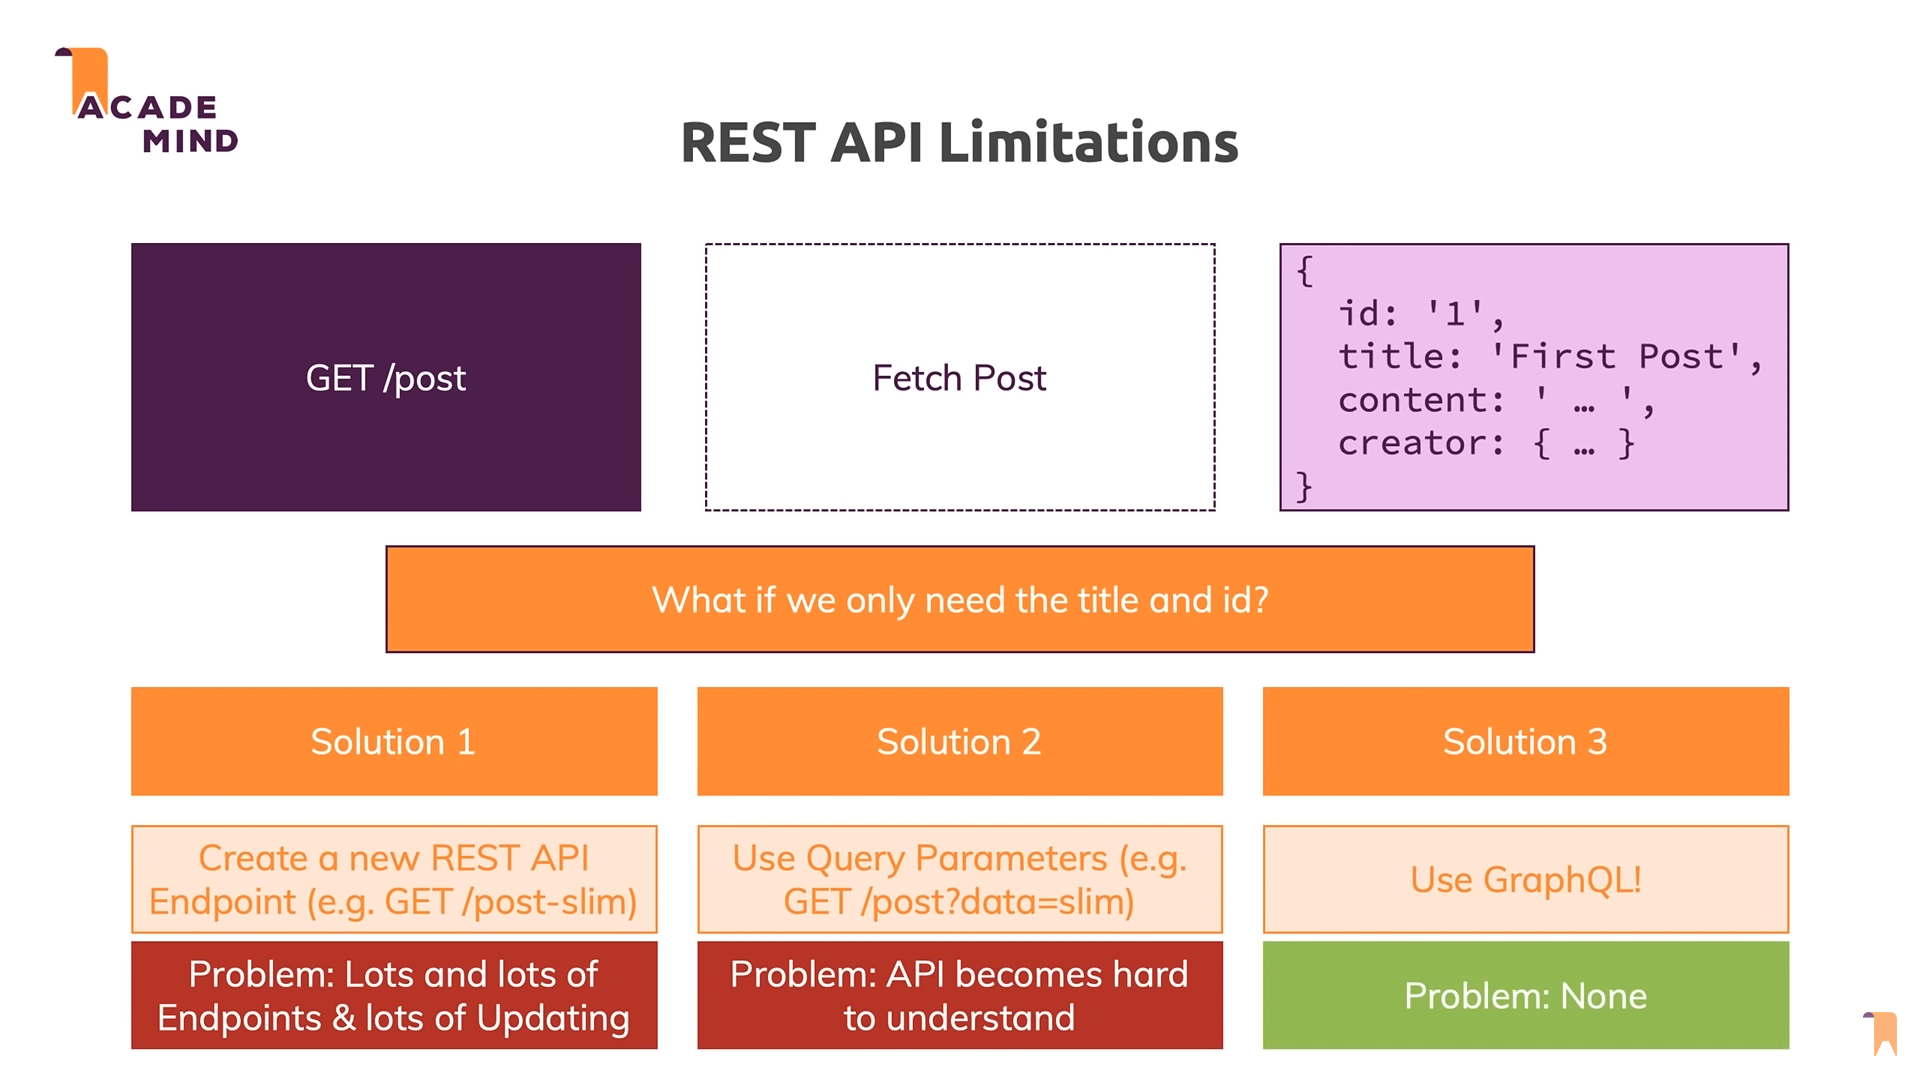 ACADE
MIND
REST API Limitations
GET /post
Fetch Post
{
id: '1',
title: 'First Post',
content: ' … ',
creator: { … }
}
What if we only need the title and id?
Solution 1
Solution 2
Solution 3
Create a new REST API
Endpoint (e.g. GET /post-slim)
Use Query Parameters (e.g.
GET /post?data=slim)
Use GraphQL!
Problem: Lots and lots of
Endpoints & lots of Updating
Problem: API becomes hard
to understand
Problem: None